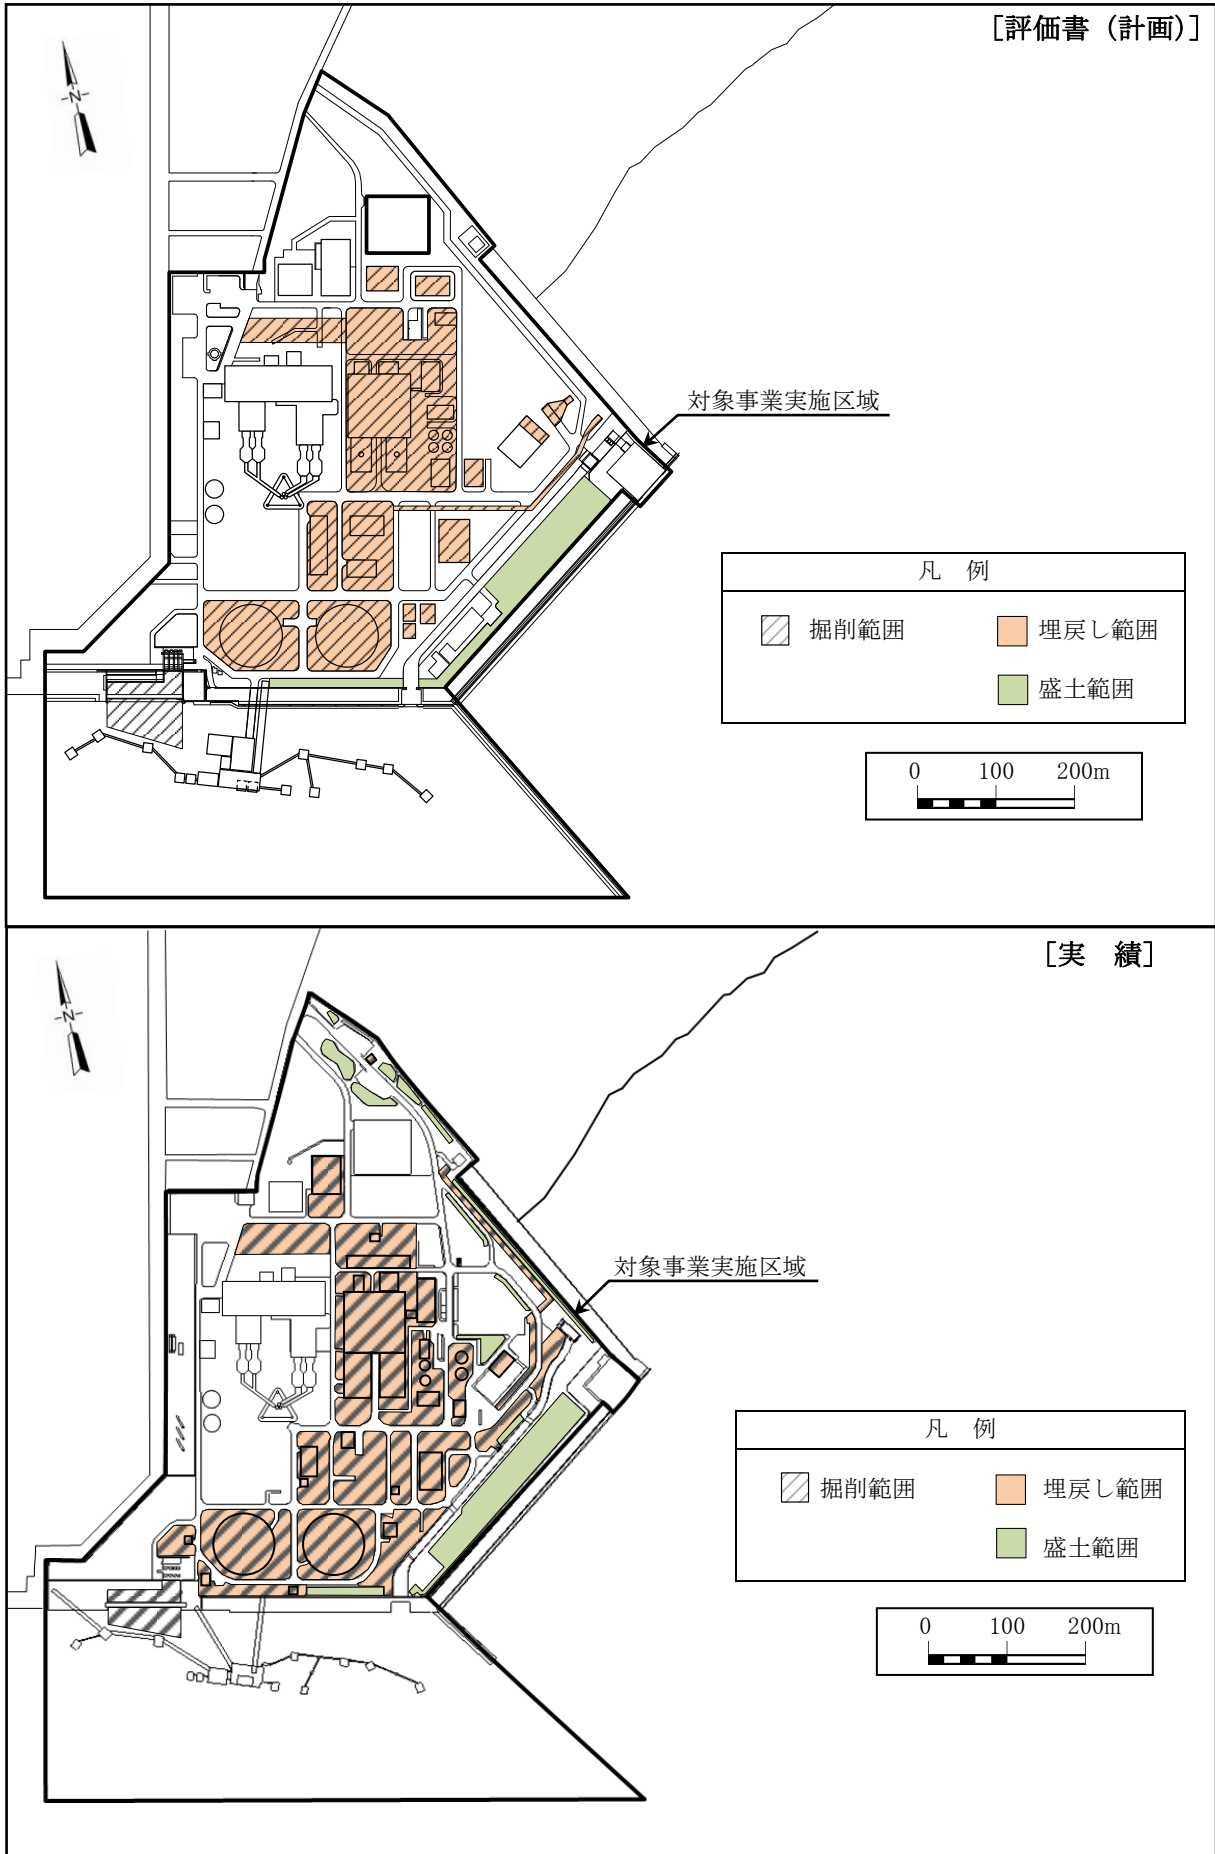 [評価書（計画）]
N
対象事業実施区域
凡　例
掘削範囲
埋戻し範囲
盛土範囲
0 100 200m
[実　績]
N
対象事業実施区域
凡　例
掘削範囲
埋戻し範囲
盛土範囲
0 100 200m